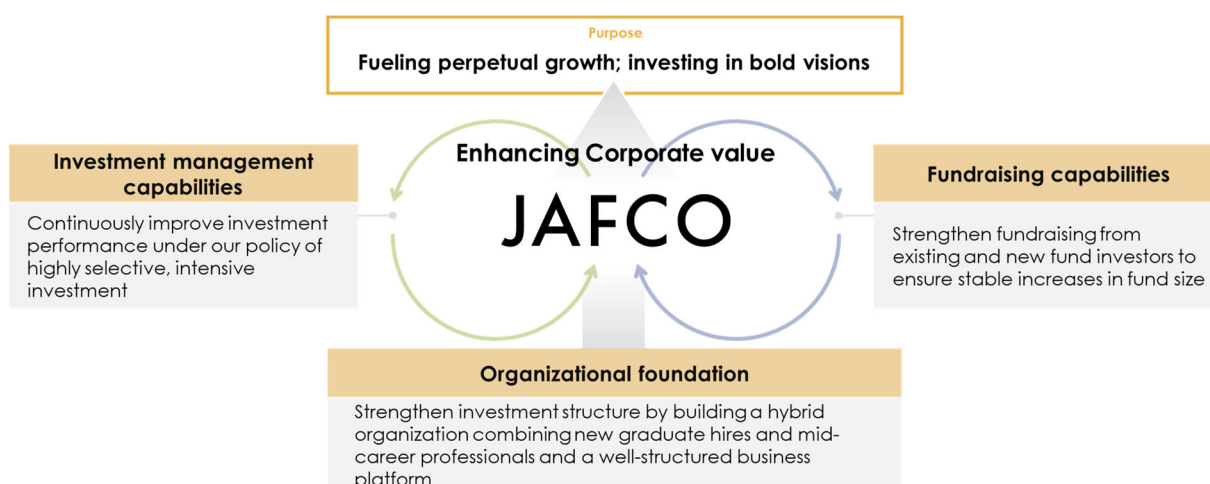 Purpose
Fueling perpetual growth; investing in bold visions
Enhancing Corporate value
JAFCO
Investment management
capabilities
Continuously improve investment
performance under our policy of
highly selective, intensive
investment
Fundraising capabilities
Strengthen fundraising from
existing and new fund investors to
ensure stable increases in fund size
Organizational foundation
Strengthen investment structure by building a hybrid
organization combining new graduate hires and mid-
career professionals and a well-structured business
platform